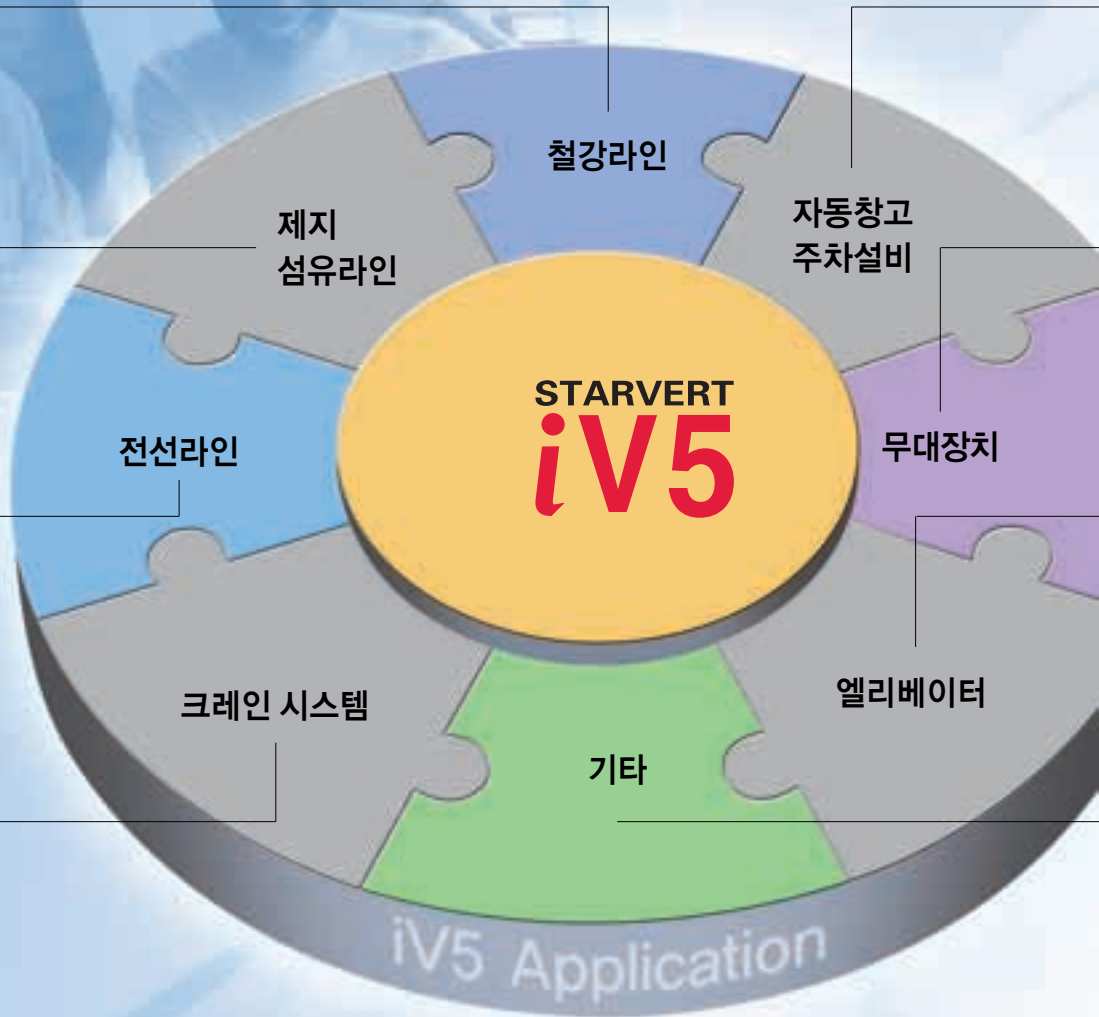 철강라인
제지
섬유라인
자동창고
주차설비
STARVERT
iV5
전선라인
무대장치
크레인 시스템
엘리베이터
기타
iV5 Application